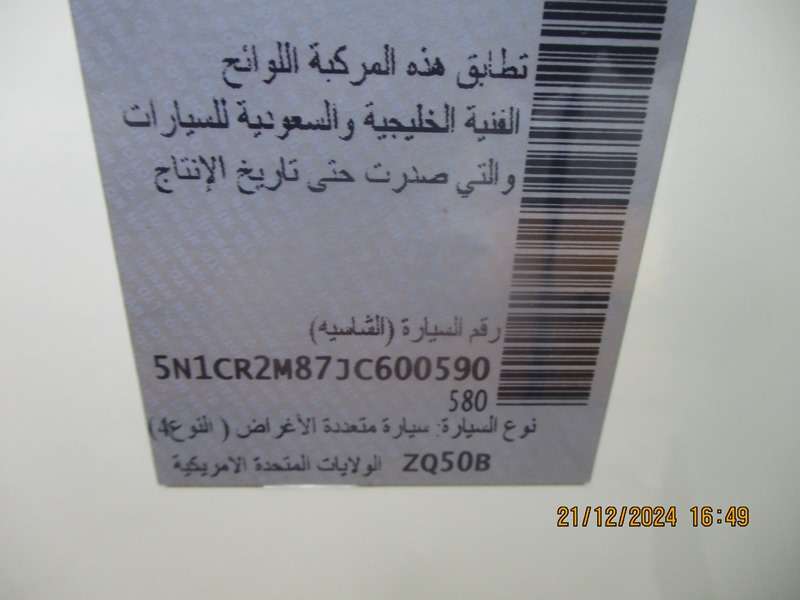 تطابق هذه المركبة اللوائح
الفنية الخليجية والسعودية للسيارات
والتي صدرت حتى تاريخ الإنتاج
رقم السيارة (الشاسيه)
5N1CR2M87JC600590
580
نوع السيارة: سيارة متعددة الأغراض ( النوع4)
ZQ50B الولايات المتحدة الامريكية
21/12/2024 16:49